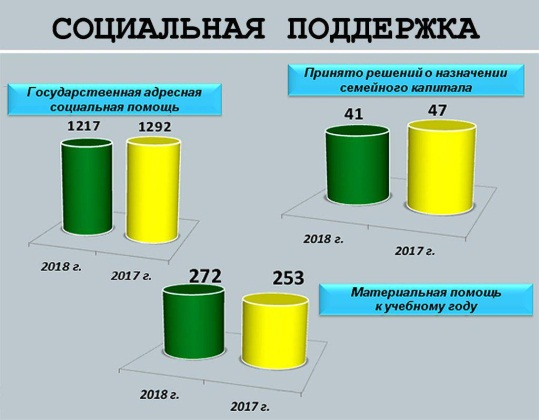 СОЦИАЛЬНАЯ ПОДДЕРЖКА
Государственная адресная
социальная помощь
1217
1292
2018 г.
2017 г.
Принято решений о назначении
семейного капитала
41
47
2018 г.
2017 г.
272
253
2018 г.
2017 г.
Материальная помощь
к учебному году